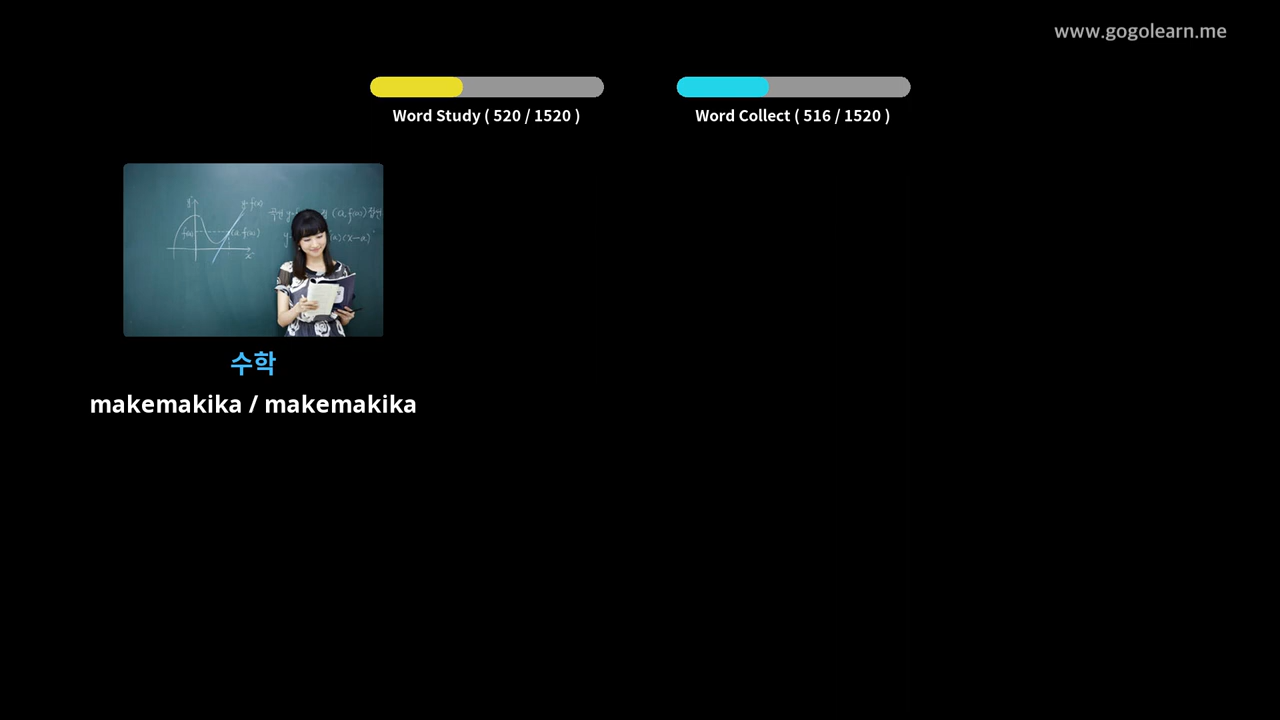 www.gogolearn.me
Word Study ( 520 / 1520 )
Word Collect ( 516 / 1520 )
y
y=f(x)
f(a)
(a, f(a))
x
수학
makemakika / makemakika